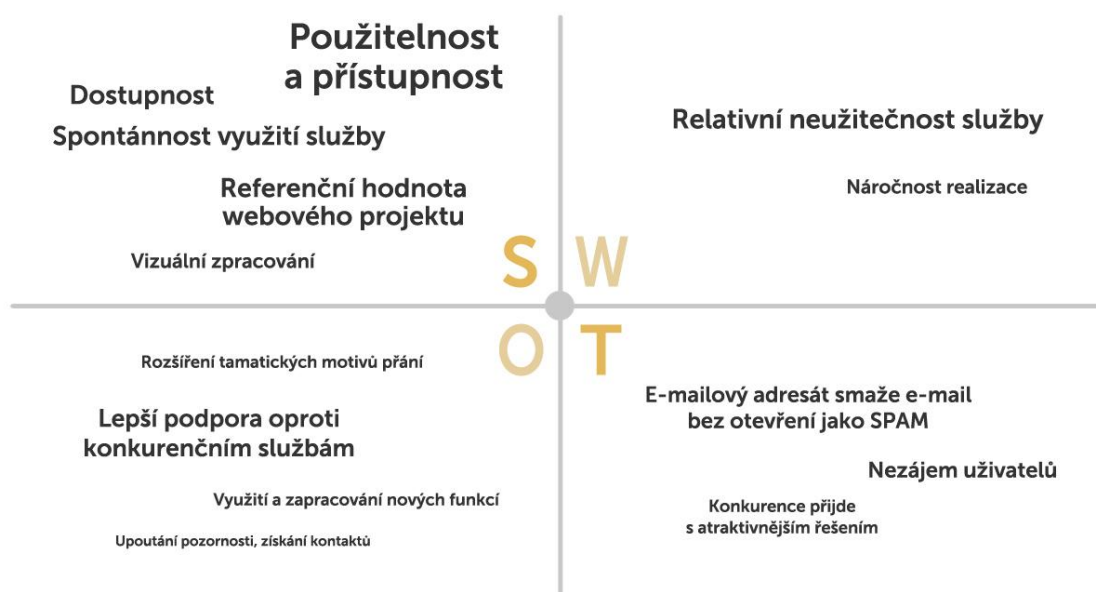 Použitelnost
a přístupnost
Dostupnost
Spontánnost využití služby
Referenční hodnota
webového projektu
Vizuální zpracování
S
W
Relativní neužitečnost služby
Náročnost realizace
O
T
Rozšíření tamatických motivů přání
Lepší podpora oproti
konkurenčním službám
Využití a zapracování nových funkcí
Upoutání pozornosti, získání kontaktů
E-mailový adresát smaže e-mail
bez otevření jako SPAM
Nezájem uživatelů
Konkurence přijde
s atraktivnějším řešením